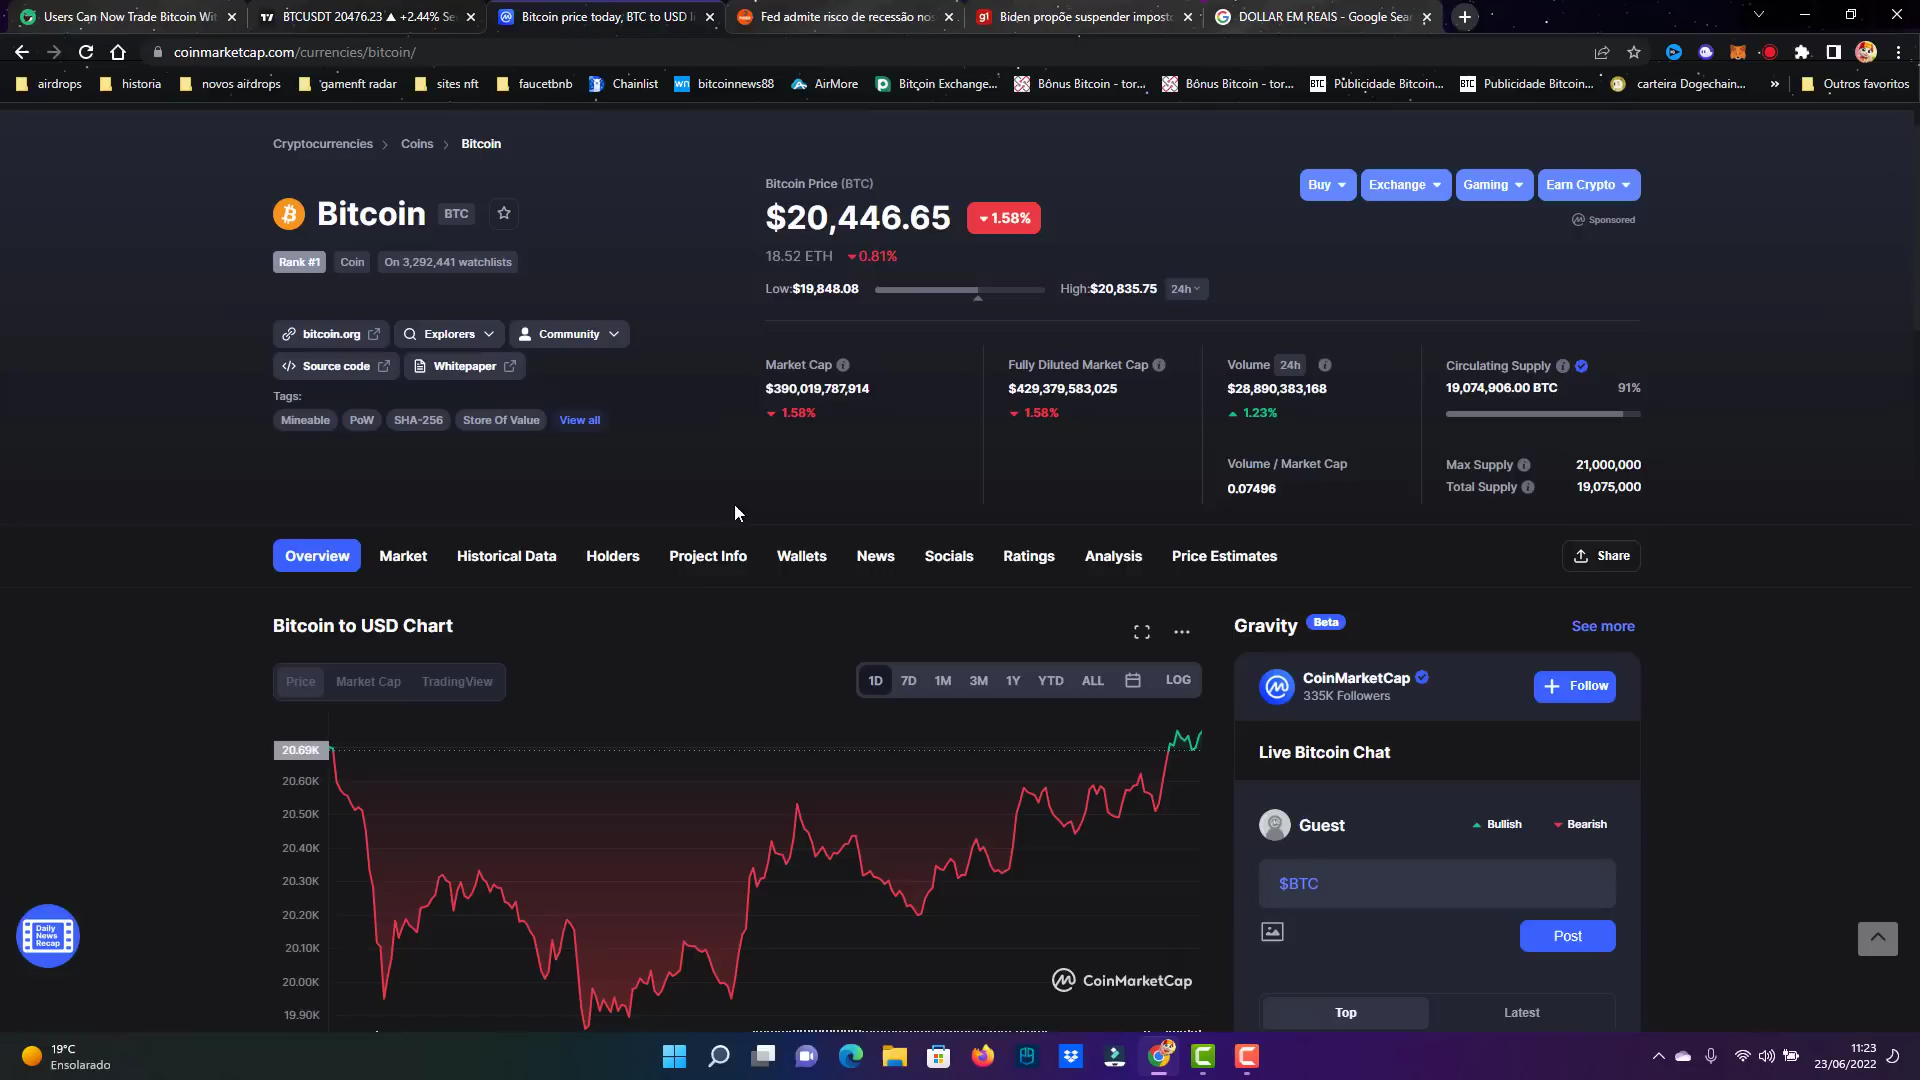 Users Can Now Trade Bitcoin Wit
BTCUSDT 20476.23 ▲ +2.44% Se
Bitcoin price today, BTC to USD li
Fed admite risco de recessão nos
Biden propõe suspender impost
DOLLAR EM REAIS - Google Sea
coinmarketcap.com/currencies/bitcoin/
airdrops
historia
novos airdrops
'gamenft radar
sites nft
faucetbnb
Chainlist
bitcoinnews88
AirMore
Bitcoin Exchange...
Bônus Bitcoin - tor...
Bônus Bitcoin - tor...
Publicidade Bitcoin...
Publicidade Bitcoin...
carteira Dogechain...
»
Outros favoritos
Cryptocurrencies > Coins > Bitcoin
Bitcoin BTC
Rank #1
Coin
On 3,292,441 watchlists
bitcoin.org
Explorers
Community
Source code
Whitepaper
Tags:
Mineable
PoW
SHA-256
Store Of Value
View all
Bitcoin Price (BTC)
$20,446.65 1.58%
18.52 ETH 0.81%
Low:$19,848.08
High:$20,835.75
24h
Buy
Exchange
Gaming
Earn Crypto
Sponsored
Market Cap
$390,019,787,914
1.58%
Fully Diluted Market Cap
$429,379,583,025
1.58%
Volume 24h
$28,890,383,168
1.23%
Volume / Market Cap
0.07496
Circulating Supply
19,074,906.00 BTC 91%
Max Supply 21,000,000
Total Supply 19,075,000
Overview
Market
Historical Data
Holders
Project Info
Wallets
News
Socials
Ratings
Analysis
Price Estimates
Share
Bitcoin to USD Chart
Price
Market Cap
TradingView
1D
7D
1M
3M
1Y
YTD
ALL
LOG
20.69K
20.60K
20.50K
20.40K
20.30K
20.20K
20.10K
20.00K
19.90K
CoinMarketCap
Gravity Beta
See more
CoinMarketCap
335K Followers
Follow
Live Bitcoin Chat
Guest
Bullish
Bearish
$BTC
Post
Top
Latest
Daily
News
Recap
19°C
Ensolarado
11:23
23/06/2022